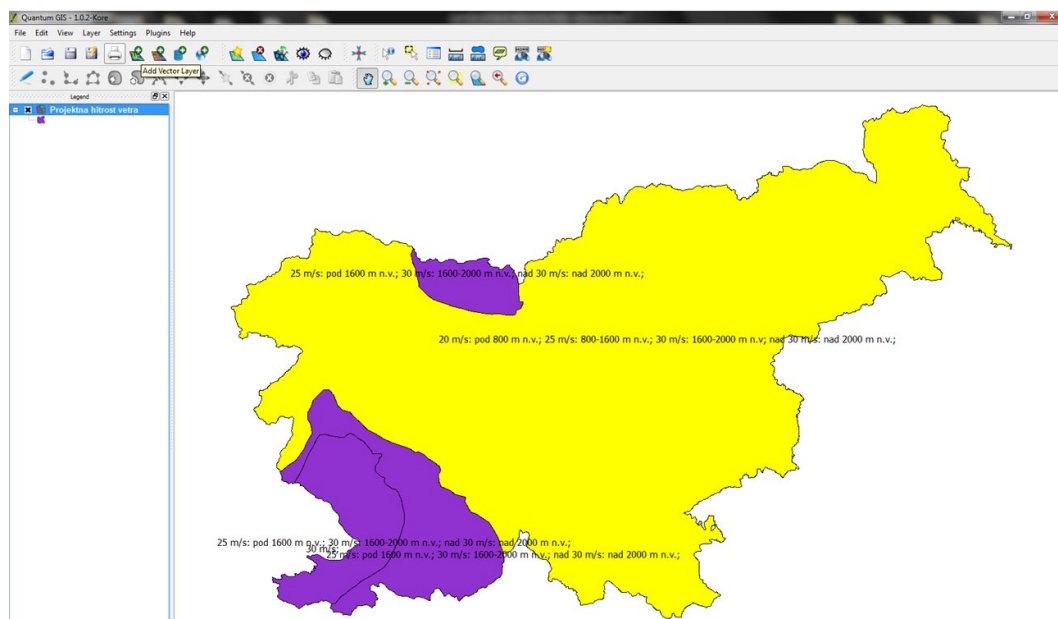 Quantum GIS - 1.0.2-Kore
File Edit View Layer Settings Plugins Help
Add Vector Layer
Legend
Projektna hitrost vetra
25 m/s: pod 1600 m n.v.; 30 m/s: 1600-2000 m n.v.; nad 30 m/s: nad 2000 m n.v.;
20 m/s: pod 800 m n.v.; 25 m/s: 800-1600 m n.v.; 30 m/s: 1600-2000 m n.v; nad 30 m/s: nad 2000 m n.v.;
25 m/s: pod 1600 m n.v.; 30 m/s: 1600-2000 m n.v.; nad 30 m/s: nad 2000 m n.v.;
30 m/s;
25 m/s: pod 1600 m n.v.; 30 m/s: 1600-2000 m n.v.; nad 30 m/s: nad 2000 m n.v.;